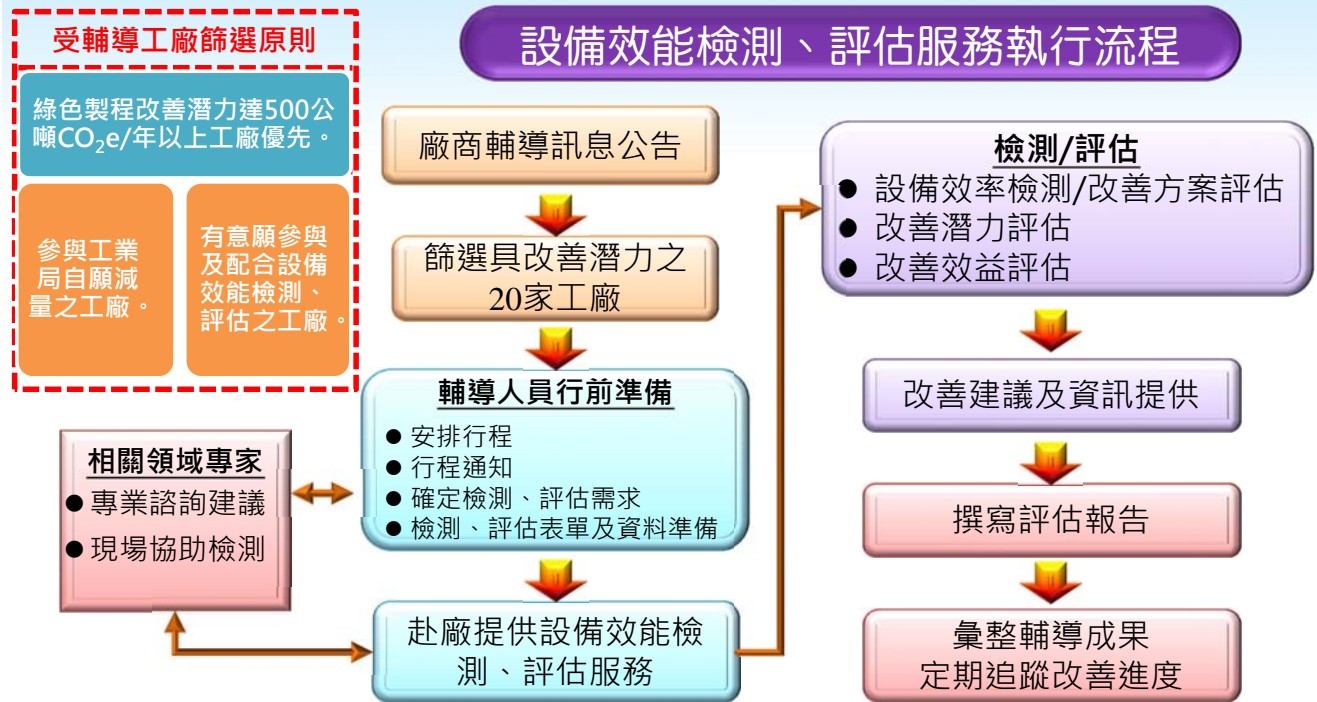 受輔導工廠篩選原則
綠色製程改善潛力達500公
噸CO₂e/年以上工廠優先。
參與工業
局自願減
量之工廠。
有意願參與
及配合設備
效能檢測、
評估之工廠。
設備效能檢測、評估服務執行流程
廠商輔導訊息公告
篩選具改善潛力之
20家工廠
輔導人員行前準備
● 安排行程
● 行程通知
● 確定檢測、評估需求
● 檢測、評估表單及資料準備
相關領域專家
● 專業諮詢建議
● 現場協助檢測
赴廠提供設備效能檢
測、評估服務
檢測/評估
● 設備效率檢測/改善方案評估
● 改善潛力評估
● 改善效益評估
改善建議及資訊提供
撰寫評估報告
彙整輔導成果
定期追蹤改善進度